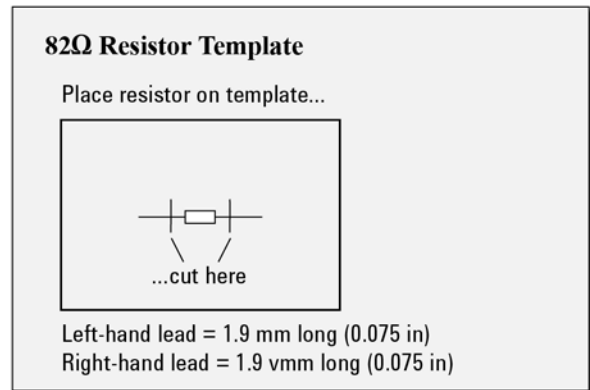 82Ω Resistor Template
Place resistor on template...
...cut here
Left-hand lead = 1.9 mm long (0.075 in)
Right-hand lead = 1.9 vmm long (0.075 in)